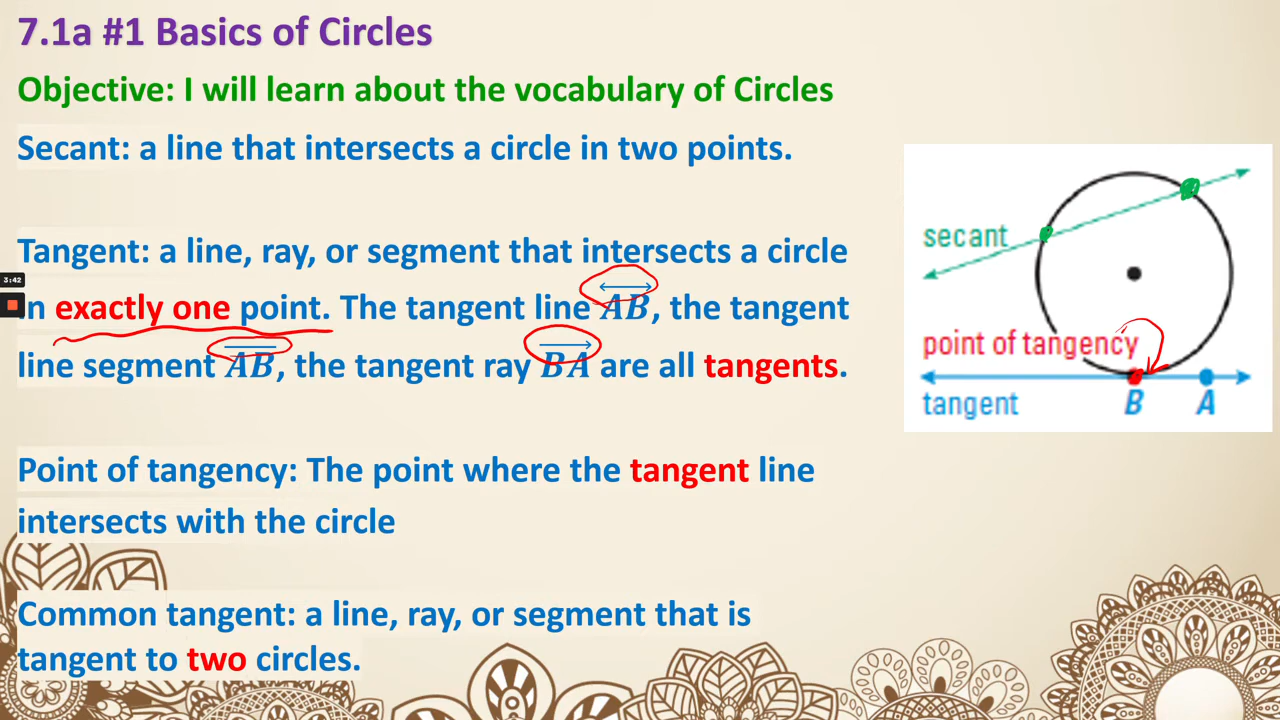 7.1a #1 Basics of Circles
Objective: I will learn about the vocabulary of Circles
Secant: a line that intersects a circle in two points.
Tangent: a line, ray, or segment that intersects a circle
in exactly one point. The tangent line AB, the tangent
line segment AB, the tangent ray BA are all tangents.
Point of tangency: The point where the tangent line
intersects with the circle
Common tangent: a line, ray, or segment that is
tangent to two circles.
3:42
secant
point of tangency
tangent
B
A